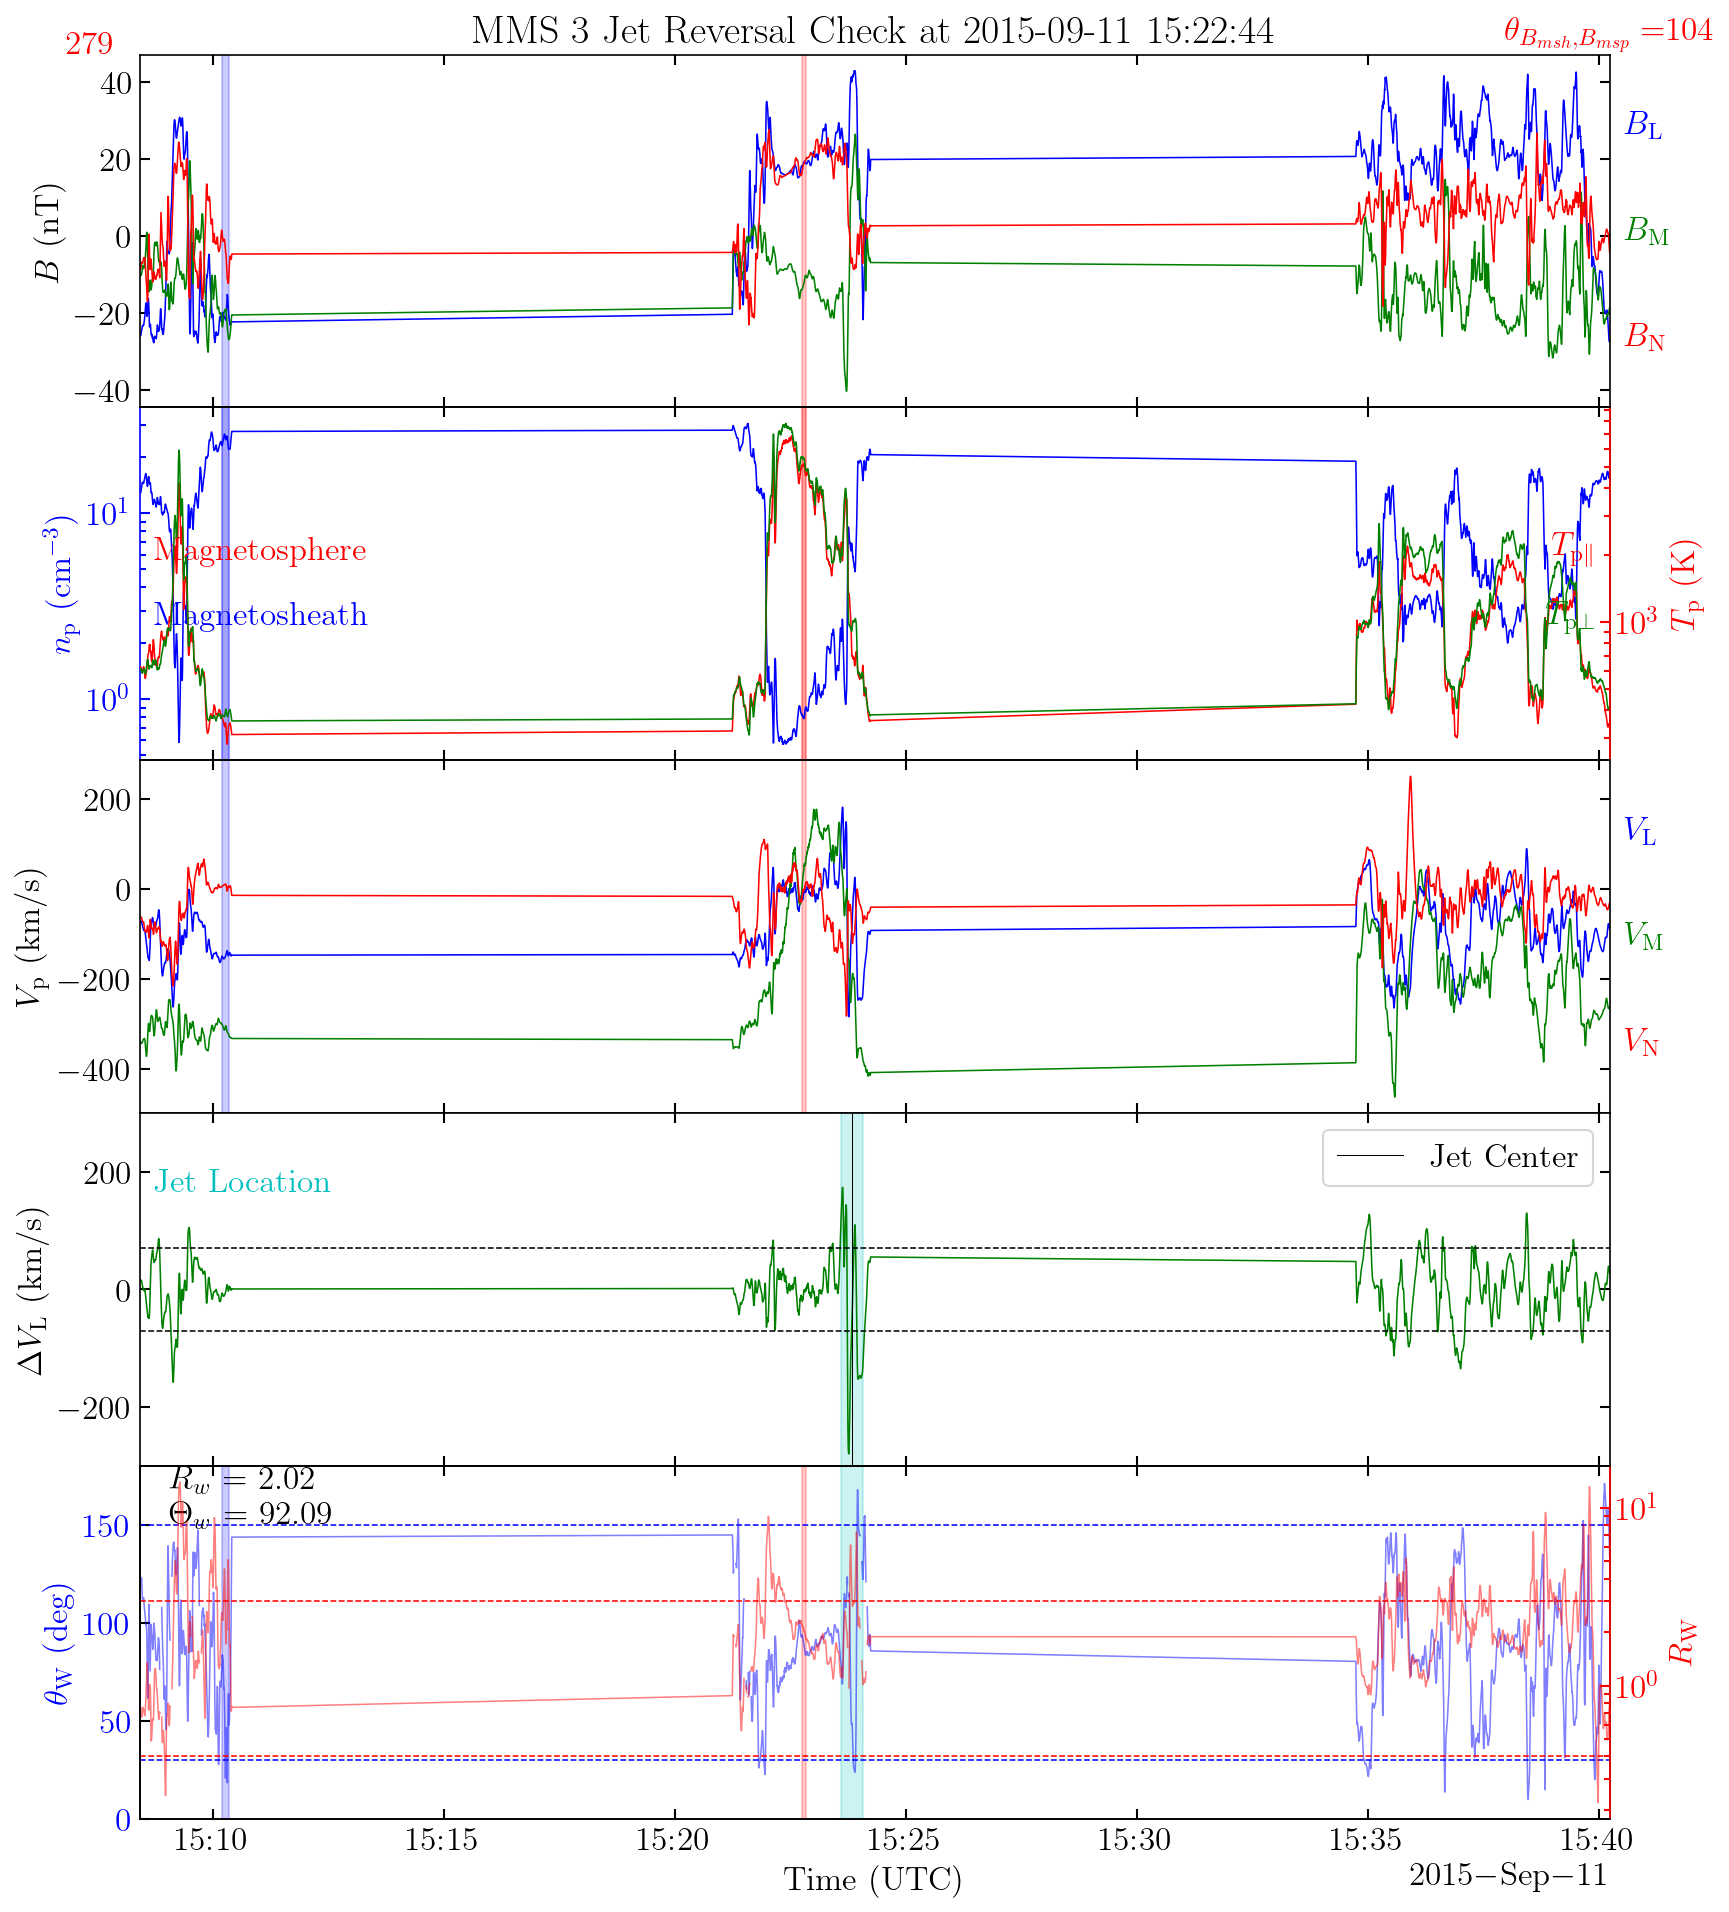 MMS 3 Jet Reversal Check at 2015-09-11 15:22:44
279
θ_{B_{msh},B_{msp}} =104
40
20
0
−20
−40
B (nT)
B_L
B_M
B_N
10^1
10^0
n_p (cm^{−3})
Magnetosphere
Magnetosheath
T_{p∥}
T_{p⊥}
10^3
T_p (K)
200
0
−200
−400
V_p (km/s)
V_L
V_M
V_N
200
0
−200
ΔV_L (km/s)
Jet Location
Jet Center
R_w = 2.02
Θ_w = 92.09
150
100
50
0
θ_W (deg)
10^1
10^0
R_W
15:10 15:15 15:20 15:25 15:30 15:35 15:40
Time (UTC)
2015−Sep−11